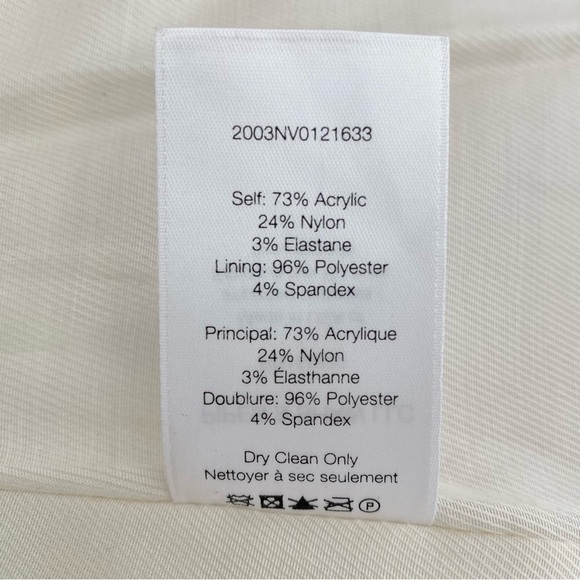 2003NV0121633
Self: 73% Acrylic
24% Nylon
3% Elastane
Lining: 96% Polyester
4% Spandex
Principal: 73% Acrylique
24% Nylon
3% Élasthanne
Doublure: 96% Polyester
4% Spandex
Dry Clean Only
Nettoyer à sec seulement
P